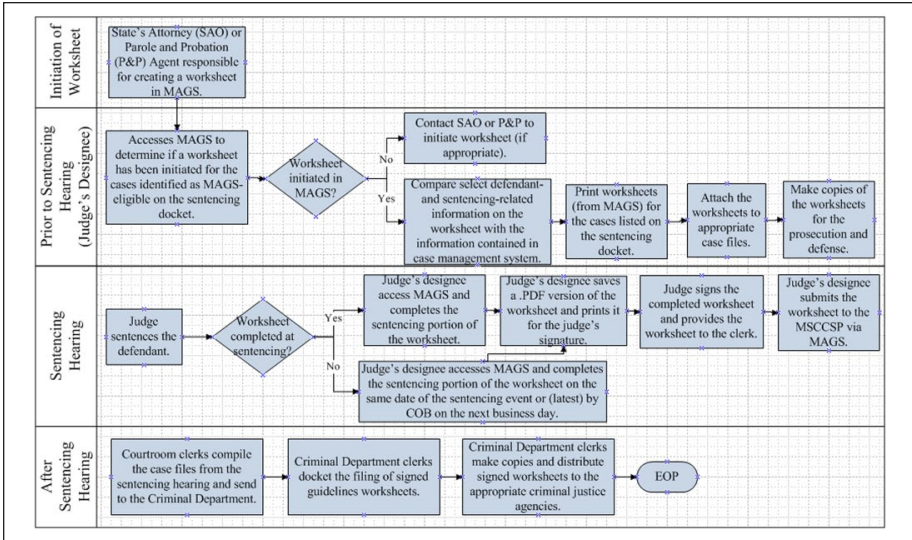 Initiation of
Worksheet
State's Attorney (SAO) or
Parole and Probation
(P&P) Agent responsible
for creating a worksheet
in MAGS.
Prior to Sentencing
Hearing
(Judge's Designee)
Accesses MAGS to
determine if a worksheet
has been initiated for the
cases identified as MAGS-
eligible on the sentencing
docket.
Worksheet
initiated in
MAGS?
No
Yes
Contact SAO or P&P to
initiate worksheet (if
appropriate).
Compare select defendant-
and sentencing-related
information on the
worksheet with the
information contained in
case management system.
Print worksheets
(from MAGS) for
the cases listed on
the sentencing
docket.
Attach the
worksheets to
appropriate
case files.
Make copies of
the worksheets
for the
prosecution and
defense.
Sentencing
Hearing
Judge
sentences the
defendant.
Worksheet
completed at
sentencing?
Yes
No
Judge's designee
access MAGS and
completes the
sentencing portion of
the worksheet.
Judge's designee saves
a .PDF version of the
worksheet and prints it
for the judge's
signature.
Judge signs the
completed worksheet
and provides the
worksheet to the clerk.
Judge's designee
submits the
worksheet to the
MSCCSP via
MAGS.
Judge's designee accesses MAGS and completes
the sentencing portion of the worksheet on the
same date of the sentencing event or (latest) by
COB on the next business day.
After
Sentencing
Hearing
Courtroom clerks compile
the case files from the
sentencing hearing and send
to the Criminal Department.
Criminal Department clerks
docket the filing of signed
guidelines worksheets.
Criminal Department clerks
make copies and distribute
signed worksheets to the
appropriate criminal justice
agencies.
EOP